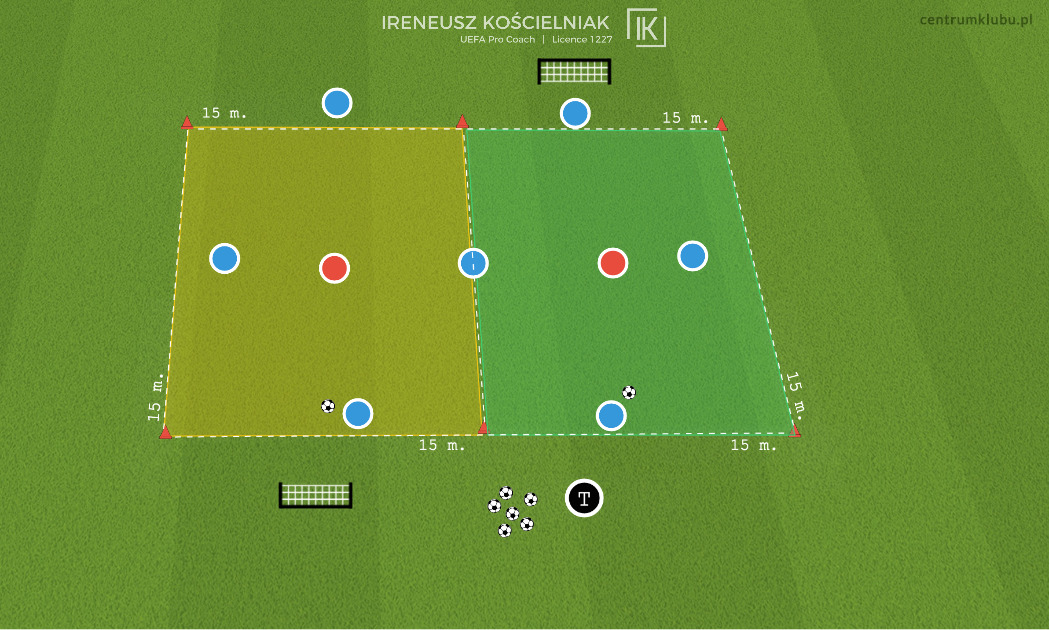 IRENEUSZ KOŚCIELNIAK
UEFA Pro Coach | Licence 1227
IK
centrumklubu.pl
15 m.
15 m.
15 m.
15 m.
15 m.
15 m.
T